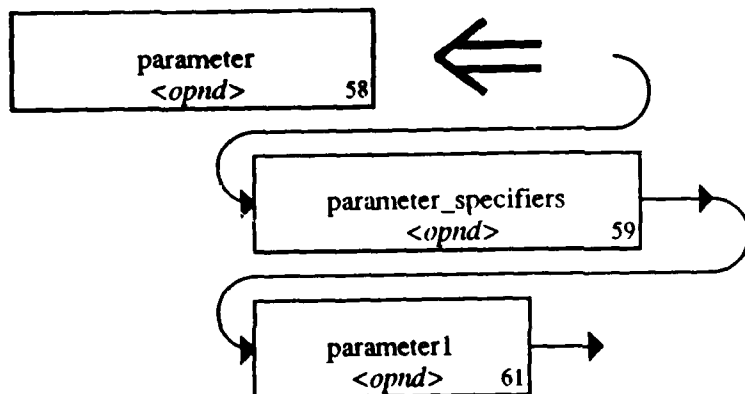 parameter
<opnd> 58
parameter_specifiers
<opnd> 59
parameter1
<opnd> 61